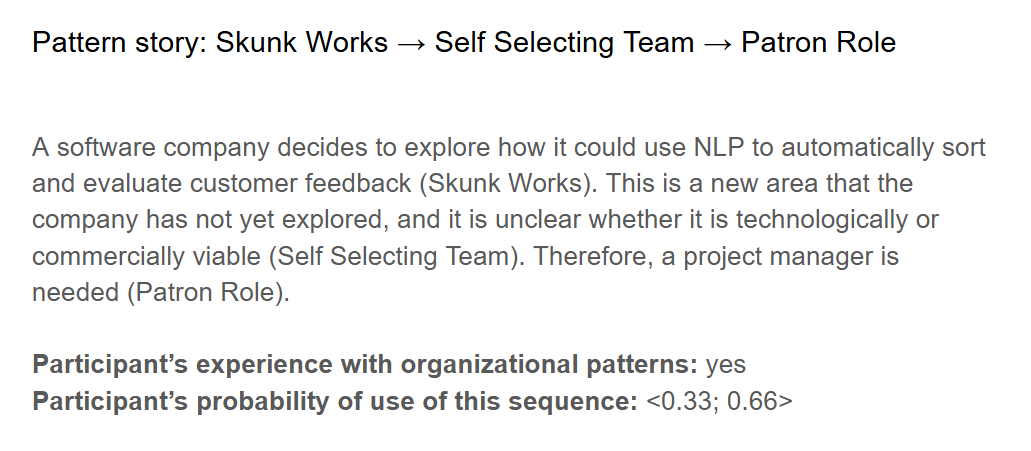 Pattern story: Skunk Works → Self Selecting Team → Patron Role
A software company decides to explore how it could use NLP to automatically sort
and evaluate customer feedback (Skunk Works). This is a new area that the
company has not yet explored, and it is unclear whether it is technologically or
commercially viable (Self Selecting Team). Therefore, a project manager is
needed (Patron Role).
Participant’s experience with organizational patterns: yes
Participant’s probability of use of this sequence: <0.33; 0.66>